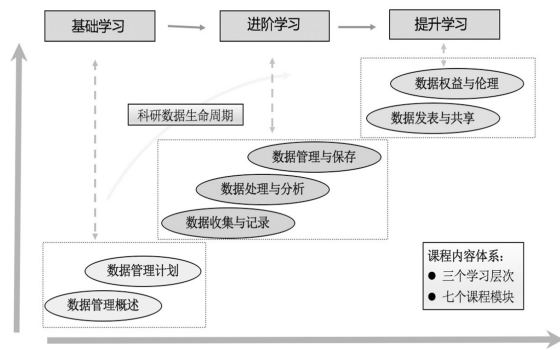 基础学习
进阶学习
提升学习
数据权益与伦理
数据发表与共享
科研数据生命周期
数据管理与保存
数据处理与分析
数据收集与记录
数据管理计划
数据管理概述
课程内容体系：
● 三个学习层次
● 七个课程模块